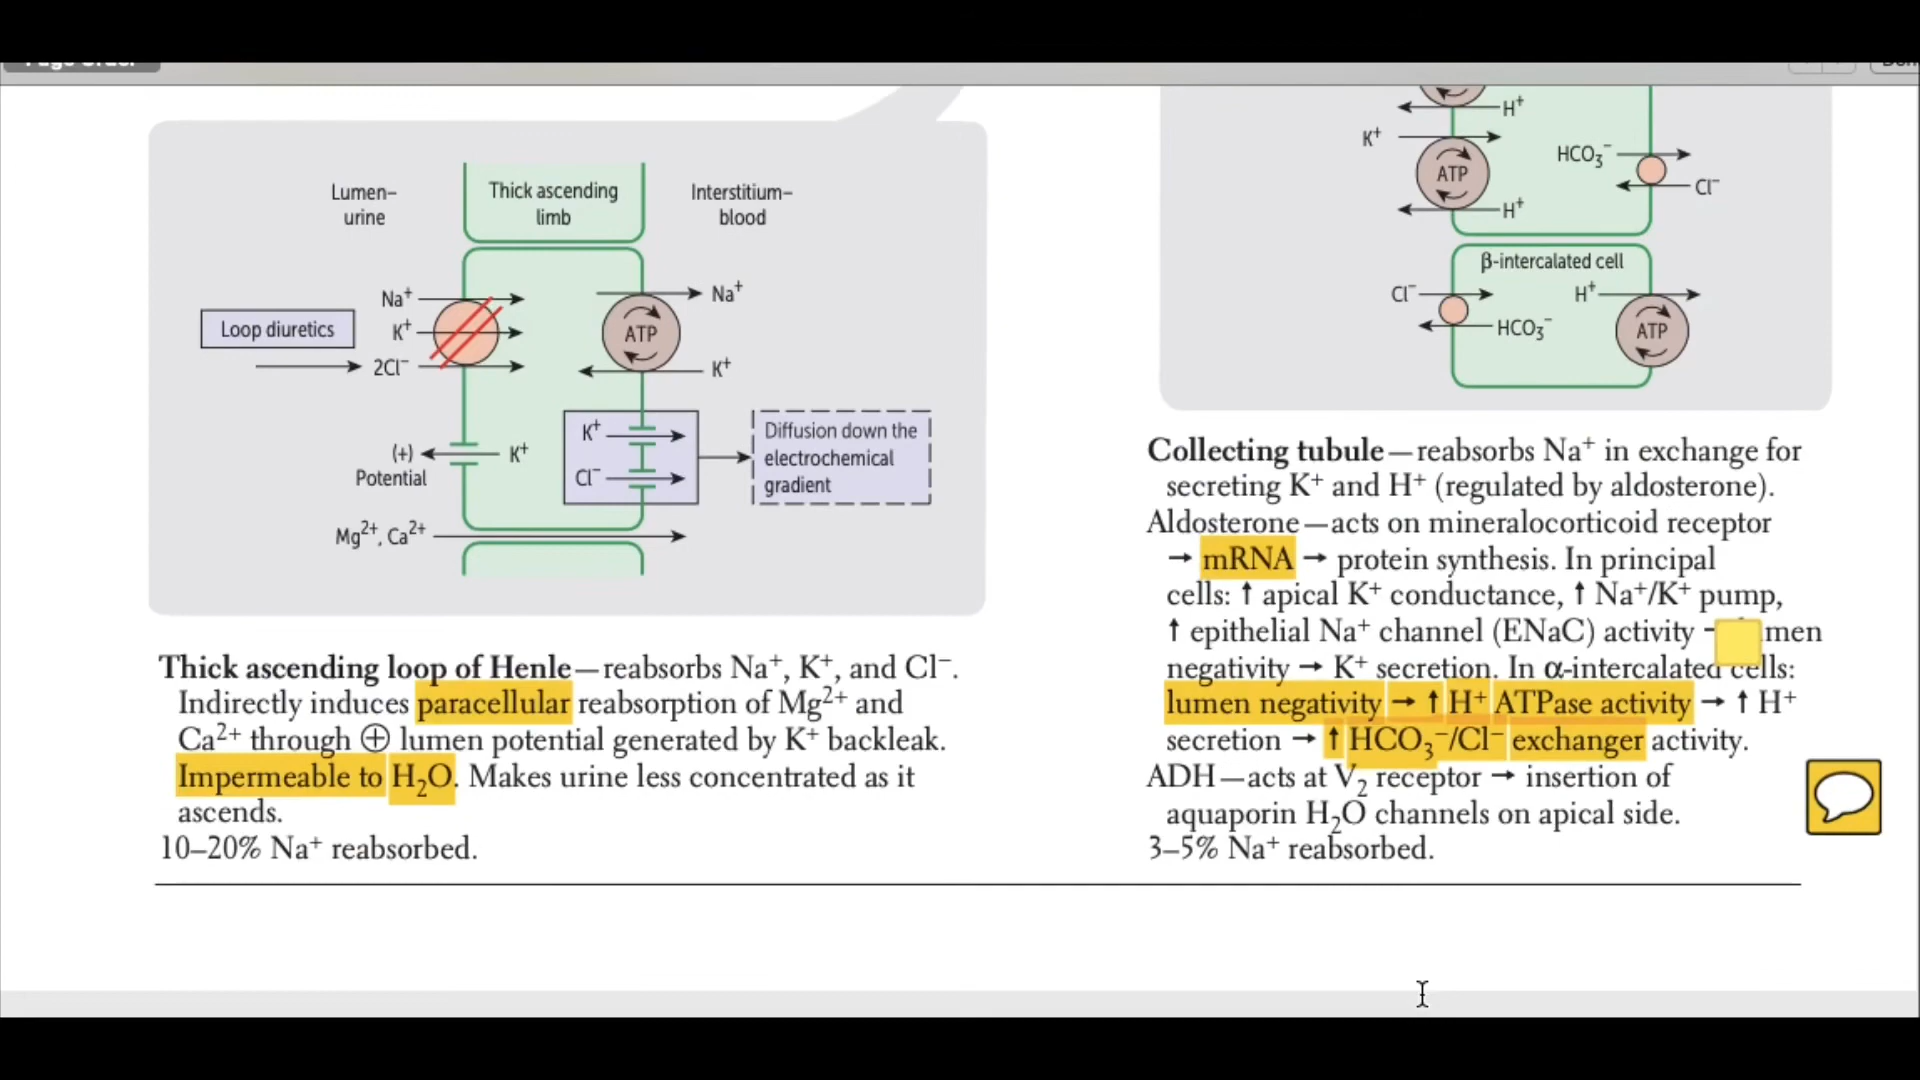 Lumen–
urine
Thick ascending
limb
Interstitium–
blood
Loop diuretics
Na⁺
K⁺
2Cl⁻
ATP
Na⁺
K⁺
(+)
Potential
K⁺
K⁺
Cl⁻
Diffusion down the
electrochemical
gradient
Mg²⁺, Ca²⁺
Thick ascending loop of Henle—reabsorbs Na⁺, K⁺, and Cl⁻.
Indirectly induces paracellular reabsorption of Mg²⁺ and
Ca²⁺ through ⊕ lumen potential generated by K⁺ backleak.
Impermeable to H₂O. Makes urine less concentrated as it
ascends.
10–20% Na⁺ reabsorbed.
H⁺
K⁺
ATP
H⁺
HCO₃⁻
Cl⁻
β-intercalated cell
Cl⁻
HCO₃⁻
H⁺
ATP
Collecting tubule—reabsorbs Na⁺ in exchange for
secreting K⁺ and H⁺ (regulated by aldosterone).
Aldosterone—acts on mineralocorticoid receptor
→ mRNA → protein synthesis. In principal
cells: ↑ apical K⁺ conductance, ↑ Na⁺/K⁺ pump,
↑ epithelial Na⁺ channel (ENaC) activity
negativity → K⁺ secretion. In α-intercalated cells:
lumen negativity → ↑ H⁺ ATPase activity → ↑ H⁺
secretion → ↑ HCO₃⁻/Cl⁻ exchanger activity.
ADH—acts at V₂ receptor → insertion of
aquaporin H₂O channels on apical side.
3–5% Na⁺ reabsorbed.